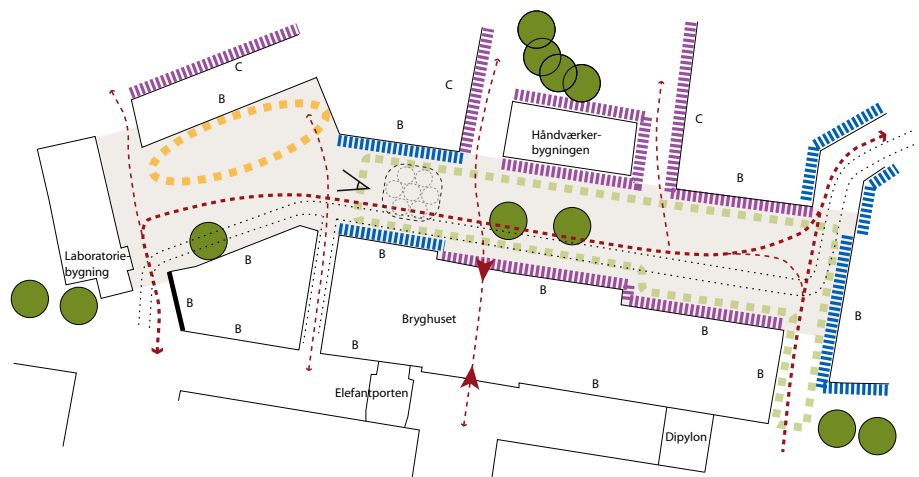 C
B
C
B
Håndværker-
bygningen
C
B
Laboratorie-
bygning
B
B
B
B
B
B
B
B
B
Bryghuset
B
B
Elefantporten
Dipylon